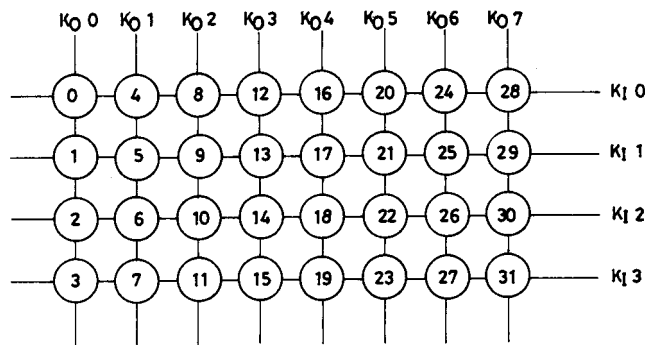 KO 0 KO 1 KO 2 KO 3 KO 4 KO 5 KO 6 KO 7
0 4 8 12 16 20 24 28 KI 0
1 5 9 13 17 21 25 29 KI 1
2 6 10 14 18 22 26 30 KI 2
3 7 11 15 19 23 27 31 KI 3